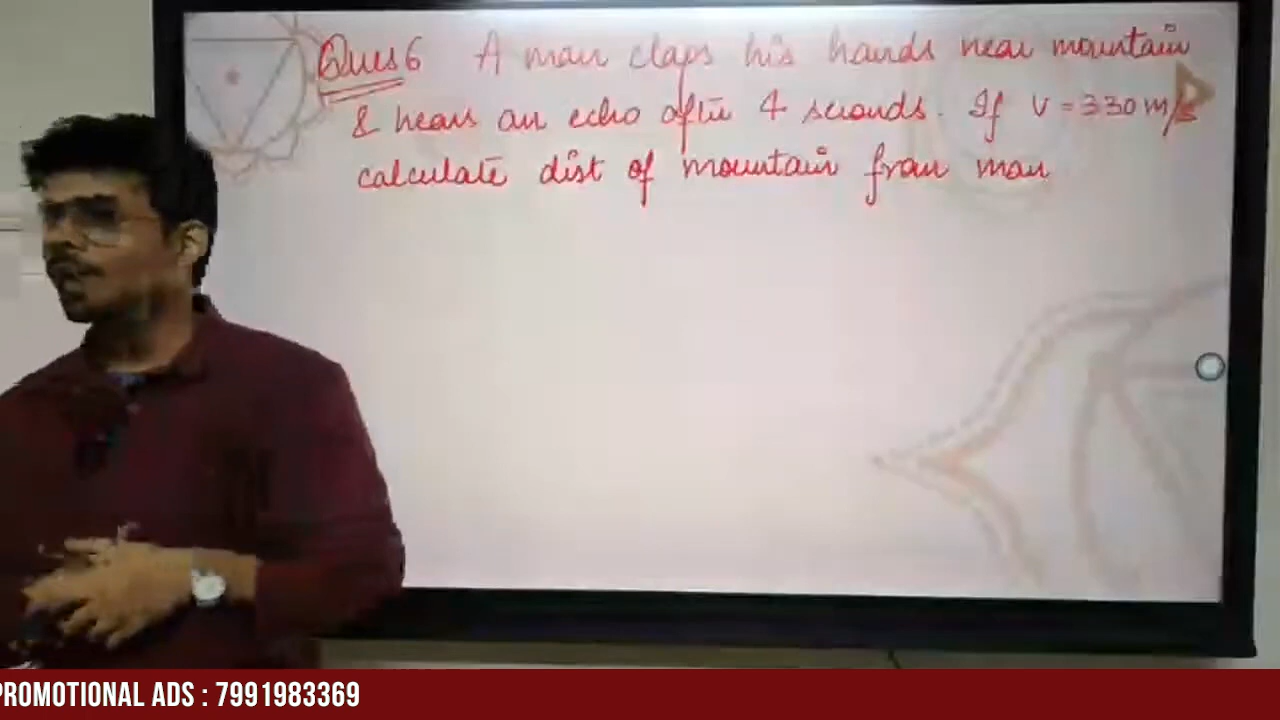 Ques 6 A man claps his hands near mountain
& hears an echo after 4 seconds. If v = 330 m/s
calculate dist of mountain from man
PROMOTIONAL ADS : 7991983369